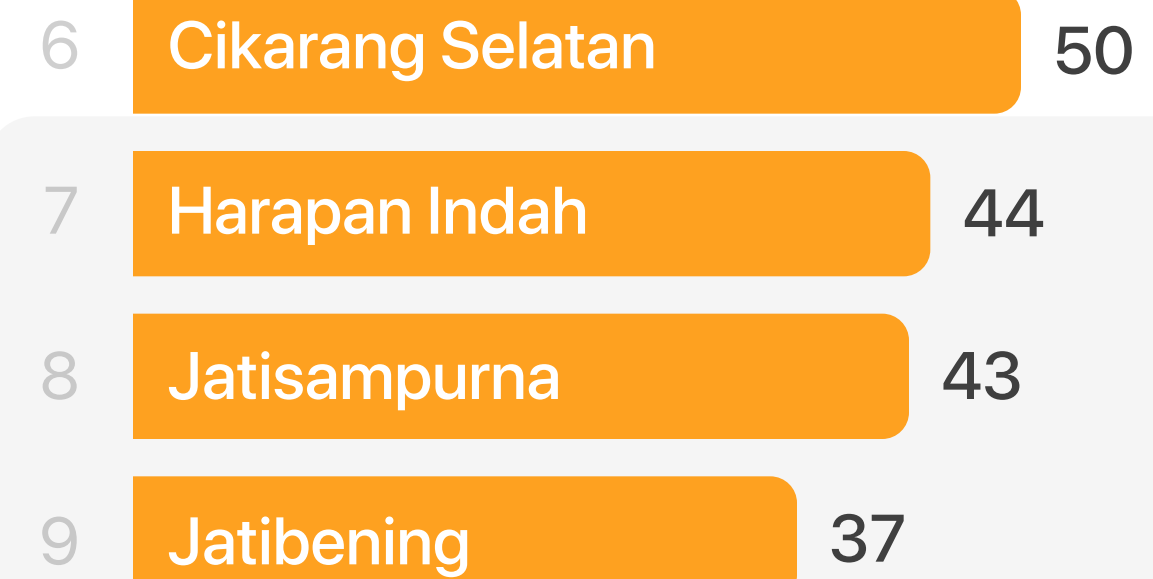 6 Cikarang Selatan 50
7 Harapan Indah 44
8 Jatisampurna 43
9 Jatibening 37